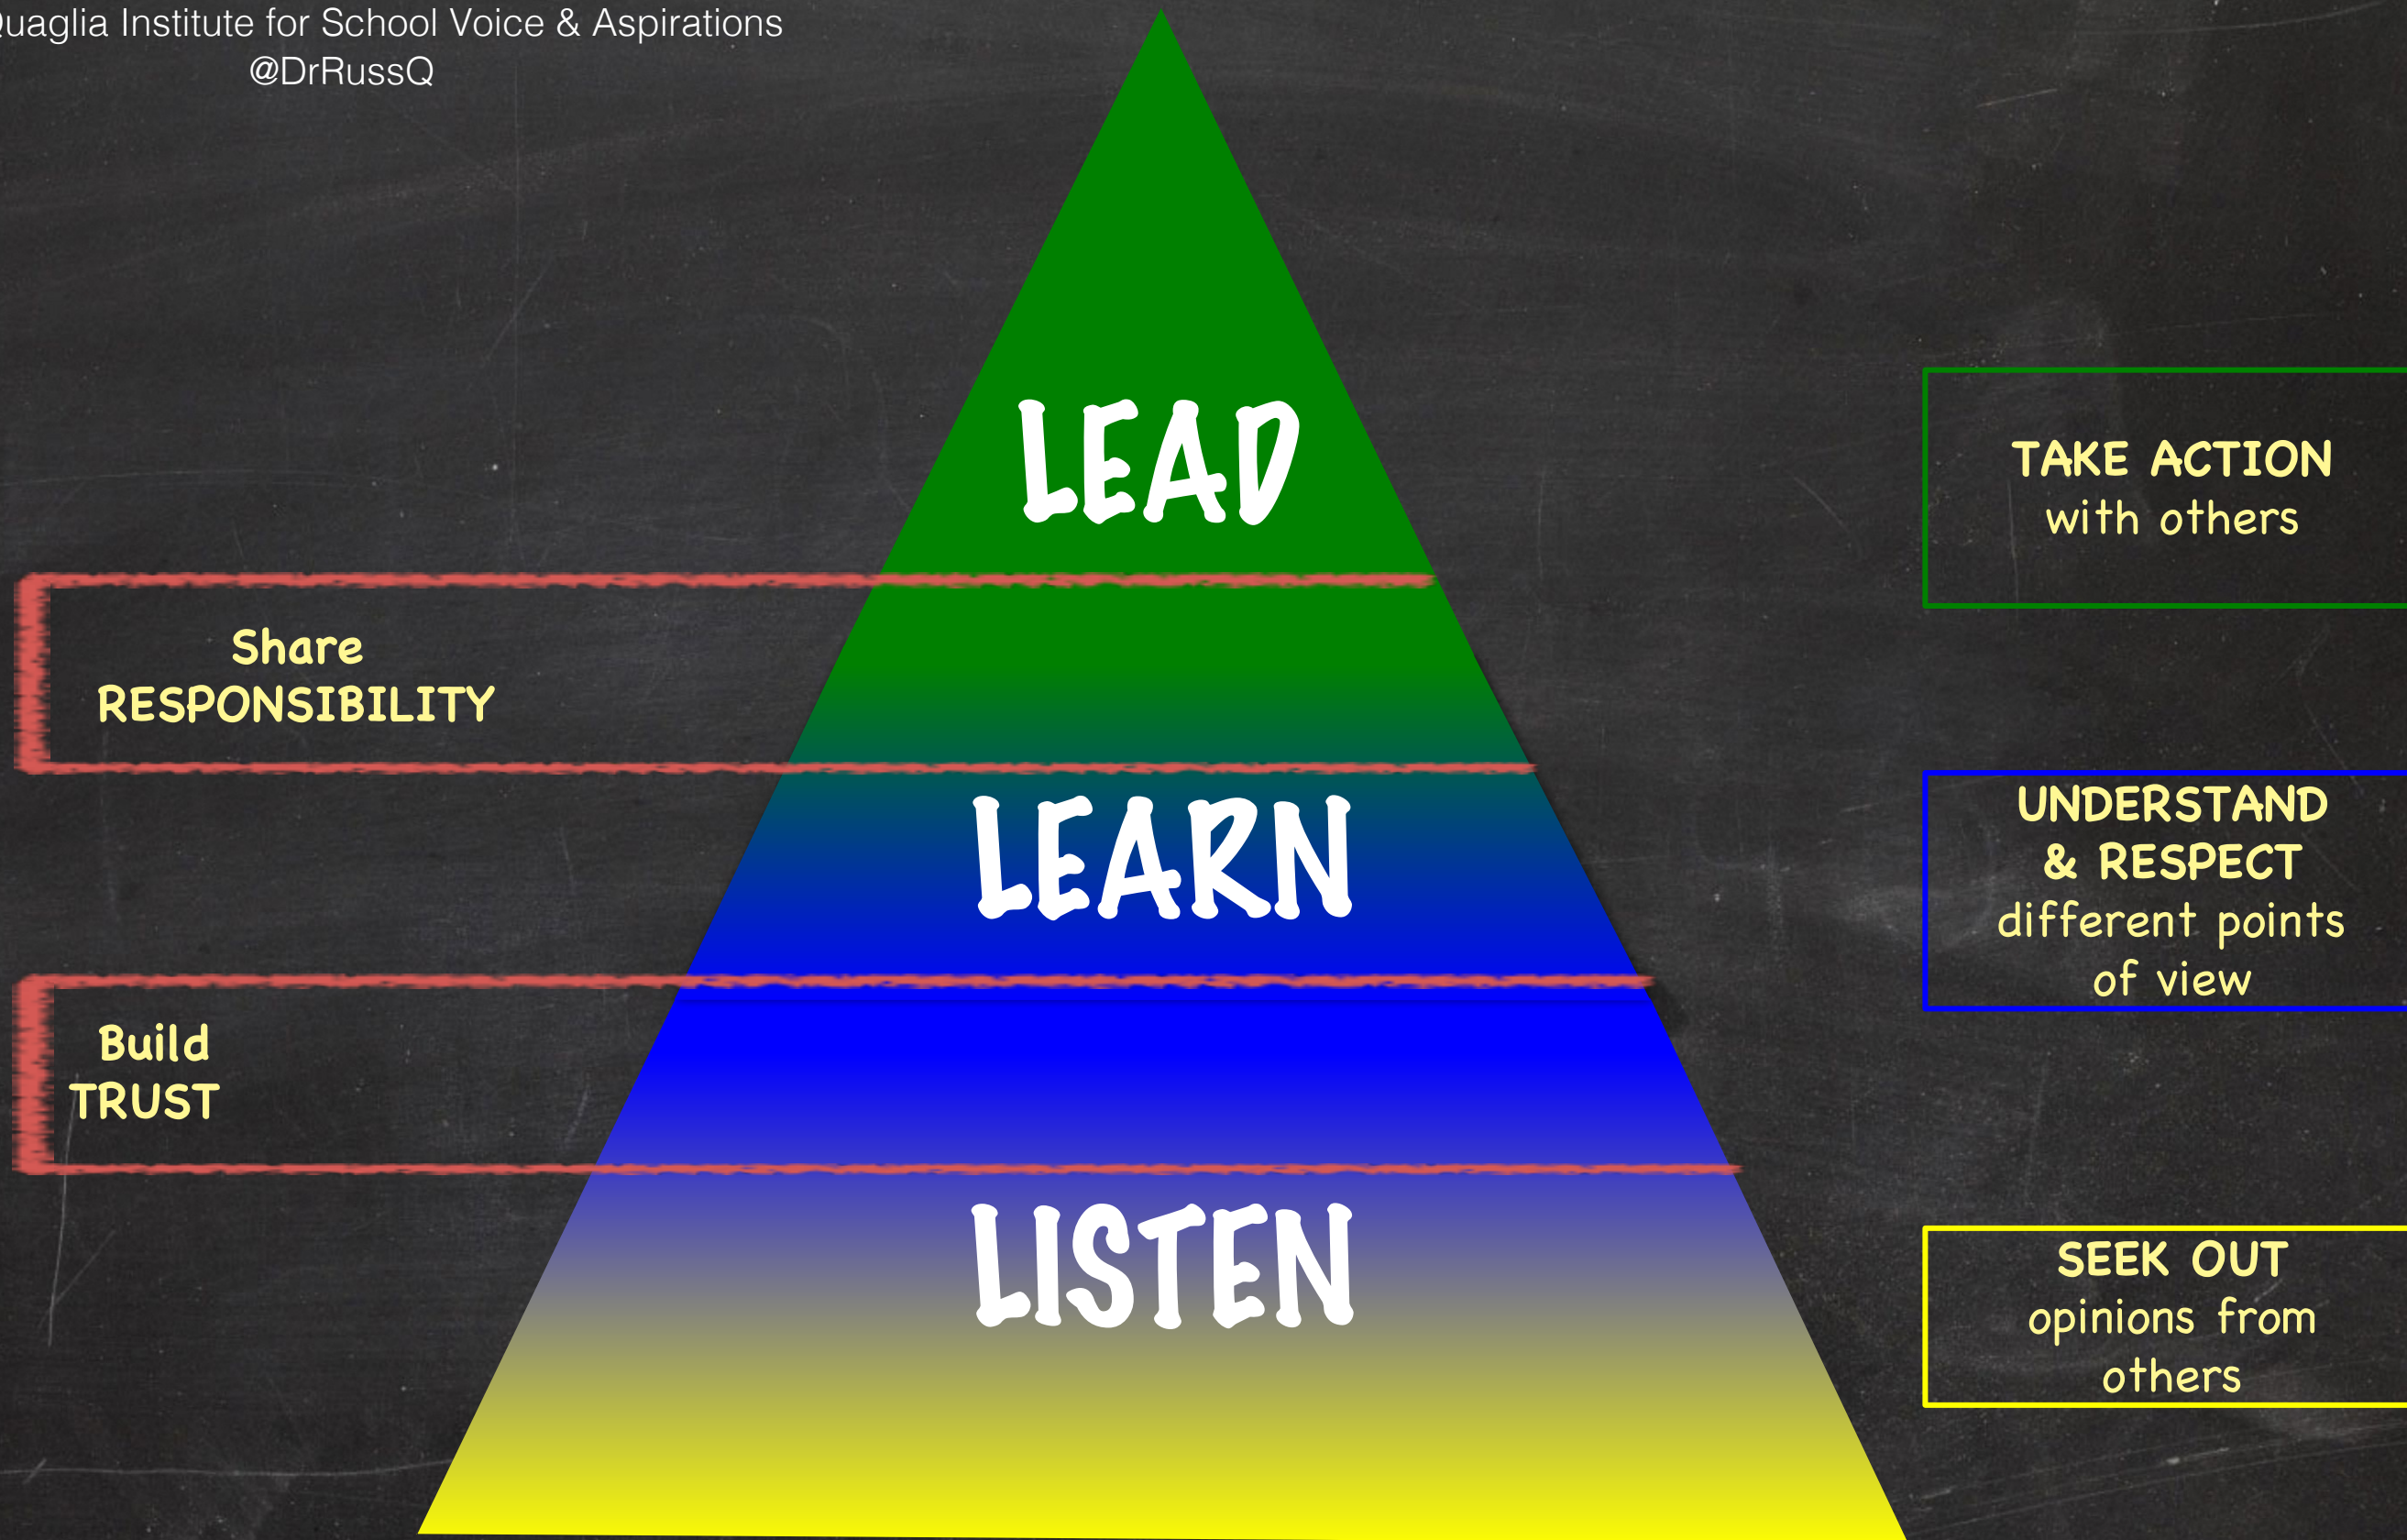 uaglia Institute for School Voice & Aspirations
@DrRussQ
LEAD
TAKE ACTION
with others
Share
RESPONSIBILITY
LEARN
UNDERSTAND
& RESPECT
different points
of view
Build
TRUST
LISTEN
SEEK OUT
opinions from
others